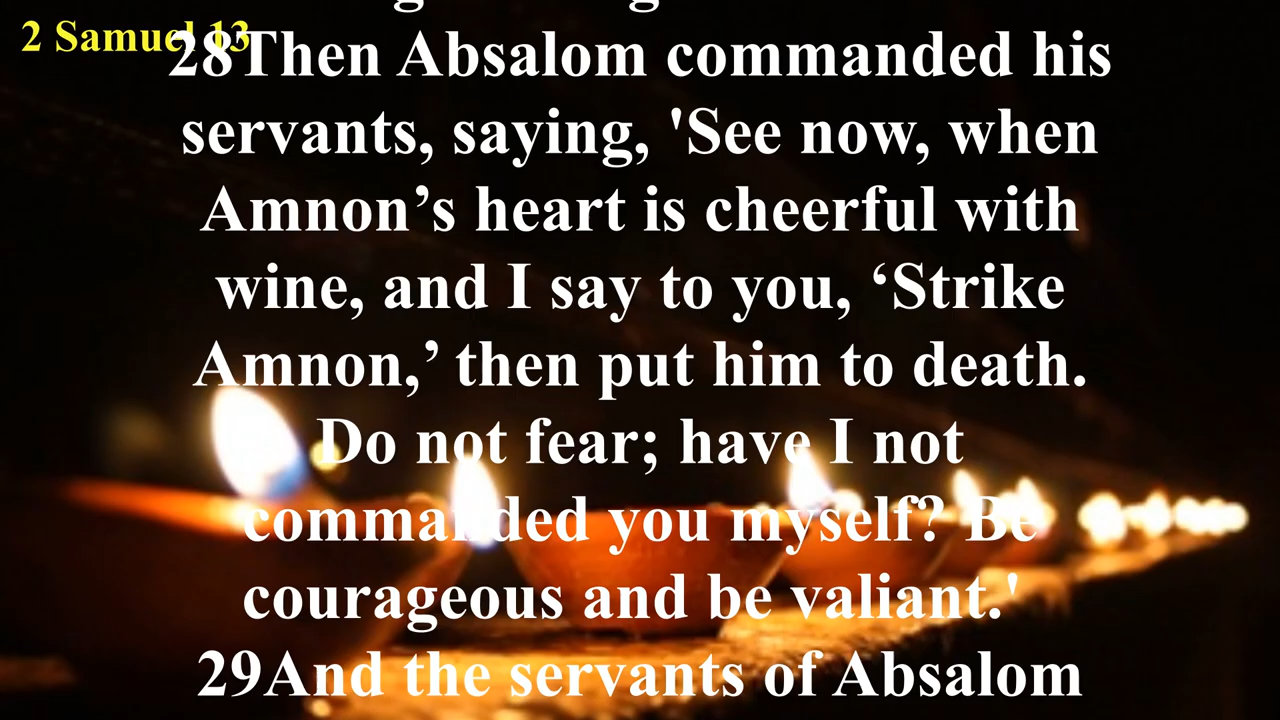 2 Samuel 13
28Then Absalom commanded his
servants, saying, 'See now, when
Amnon’s heart is cheerful with
wine, and I say to you, ‘Strike
Amnon,’ then put him to death.
Do not fear; have I not
commanded you myself? Be
courageous and be valiant.'
29And the servants of Absalom